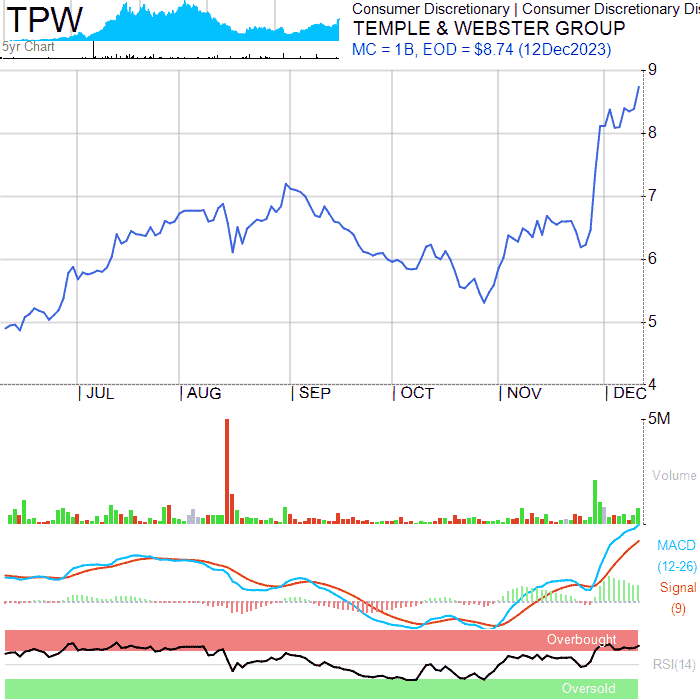 TPW
5yr Chart
Consumer Discretionary | Consumer Discretionary Dis
TEMPLE & WEBSTER GROUP
MC = 1B, EOD = $8.74 (12Dec2023)
9
8
7
6
5
4
| JUL | AUG | SEP | OCT | NOV | DEC
5M
Volume
MACD
(12-26)
Signal
(9)
Overbought
RSI(14)
Oversold